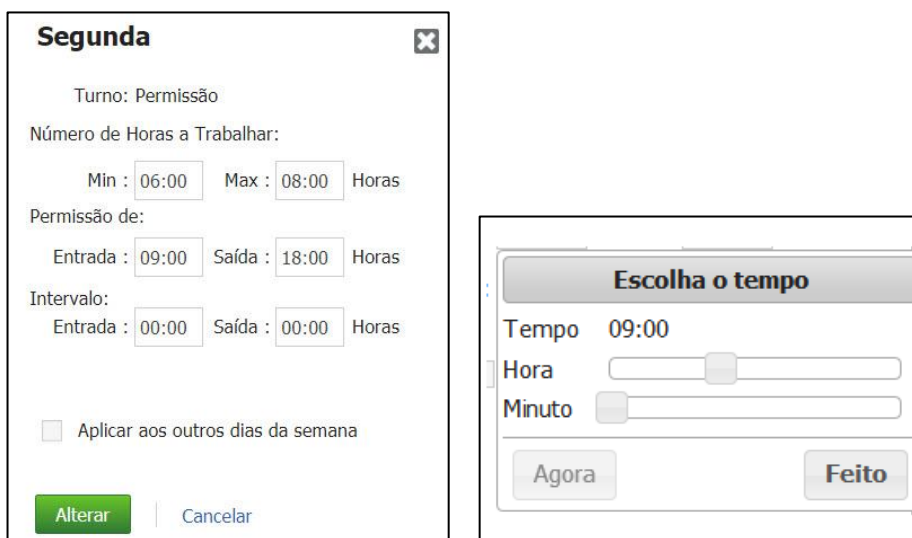 Segunda
Turno: Permissão
Número de Horas a Trabalhar:
Min : 06:00 Max : 08:00 Horas
Permissão de:
Entrada : 09:00 Saída : 18:00 Horas
Intervalo:
Entrada : 00:00 Saída : 00:00 Horas
Aplicar aos outros dias da semana
Alterar Cancelar
Escolha o tempo
Tempo 09:00
Hora
Minuto
Agora Feito